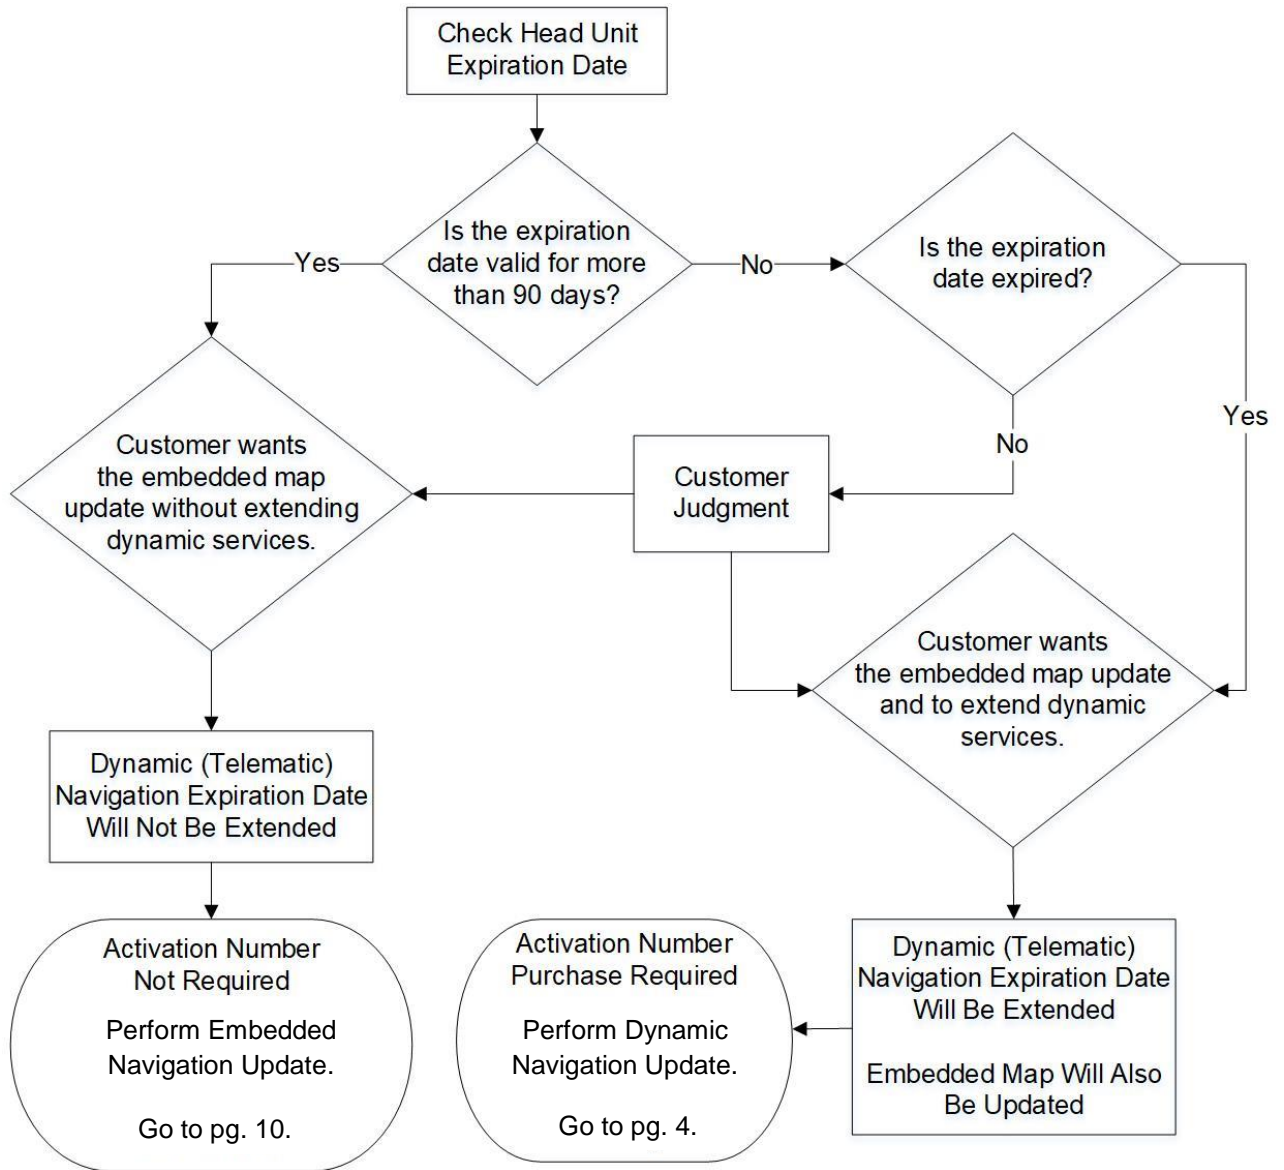 Check Head Unit
Expiration Date
Is the expiration
date valid for more
than 90 days?
Yes
No
Is the expiration
date expired?
Yes
No
Customer
Judgment
Customer wants
the embedded map
update without extending
dynamic services.
Customer wants
the embedded map update
and to extend dynamic
services.
Dynamic (Telematic)
Navigation Expiration Date
Will Not Be Extended
Activation Number
Not Required
Perform Embedded
Navigation Update.
Go to pg. 10.
Activation Number
Purchase Required
Perform Dynamic
Navigation Update.
Go to pg. 4.
Dynamic (Telematic)
Navigation Expiration Date
Will Be Extended
Embedded Map Will Also
Be Updated